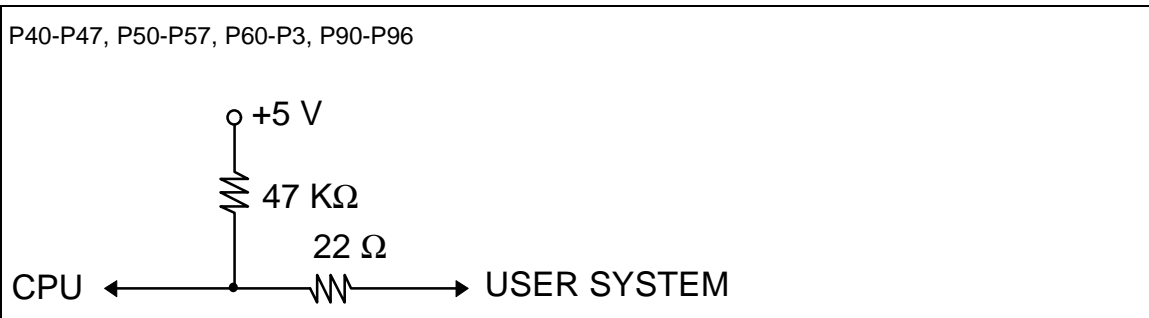 P40-P47, P50-P57, P60-P3, P90-P96
+5 V
47 KΩ
22 Ω
CPU
USER SYSTEM